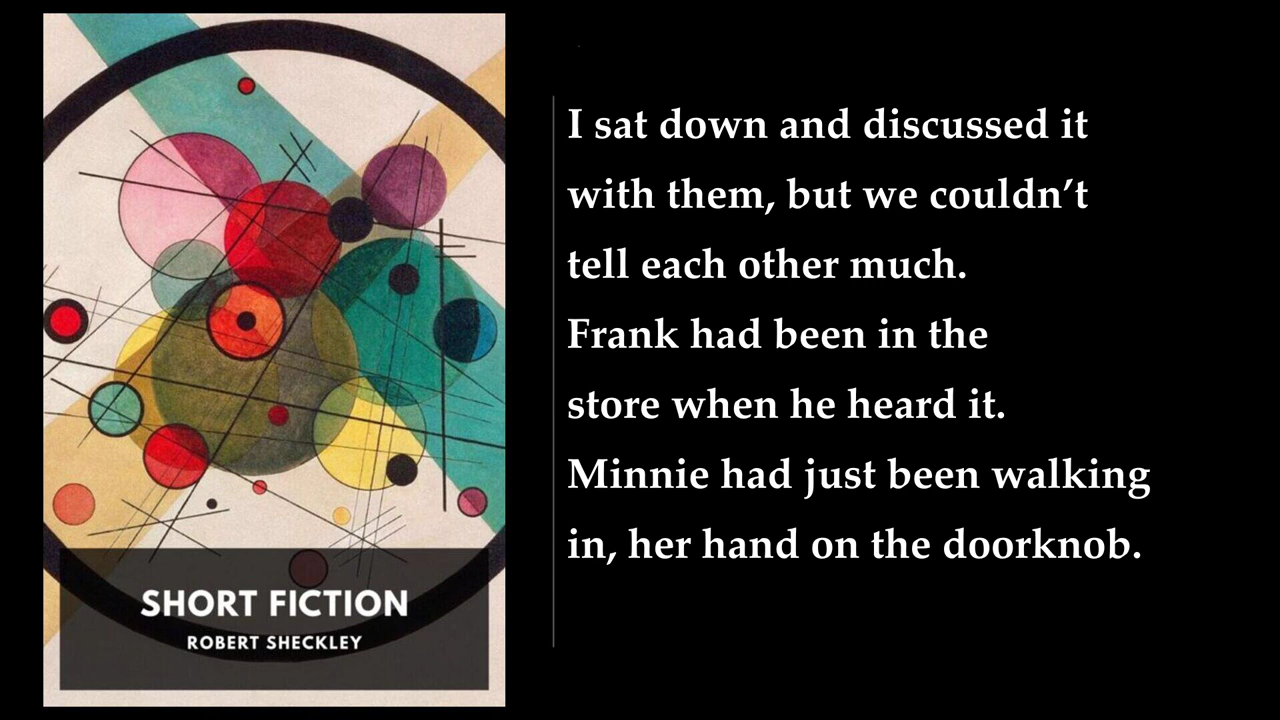 SHORT FICTION
ROBERT SHECKLEY
I sat down and discussed it
with them, but we couldn’t
tell each other much.
Frank had been in the
store when he heard it.
Minnie had just been walking
in, her hand on the doorknob.